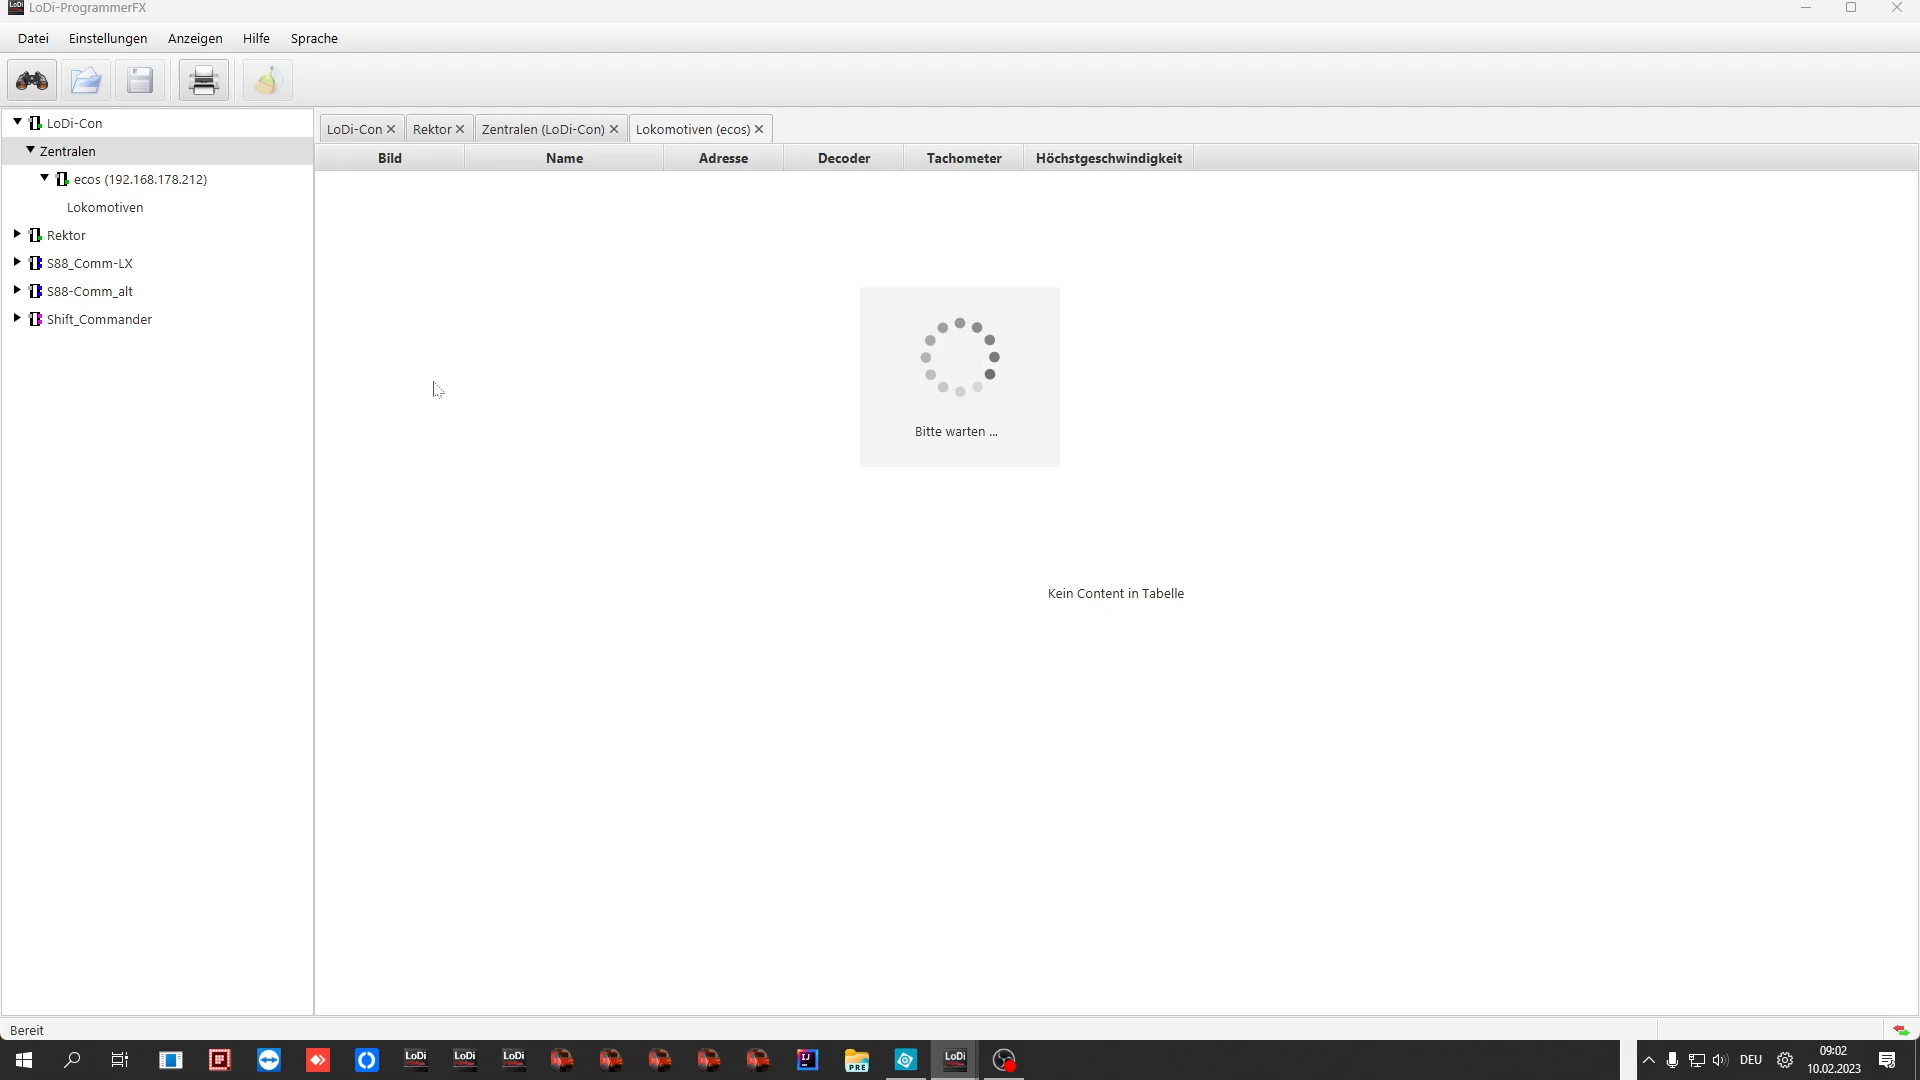 LoDi-ProgrammerFX
Datei Einstellungen Anzeigen Hilfe Sprache
LoDi-Con
Zentralen
ecos (192.168.178.212)
Lokomotiven
Rektor
S88_Comm-LX
S88-Comm_alt
Shift_Commander
LoDi-Con Rektor Zentralen (LoDi-Con) Lokomotiven (ecos)
Bild Name Adresse Decoder Tachometer Höchstgeschwindigkeit
Bitte warten ...
Kein Content in Tabelle
Bereit
LoDi LoDi LoDi IJ PRE LoDi
DEU
09:02
10.02.2023